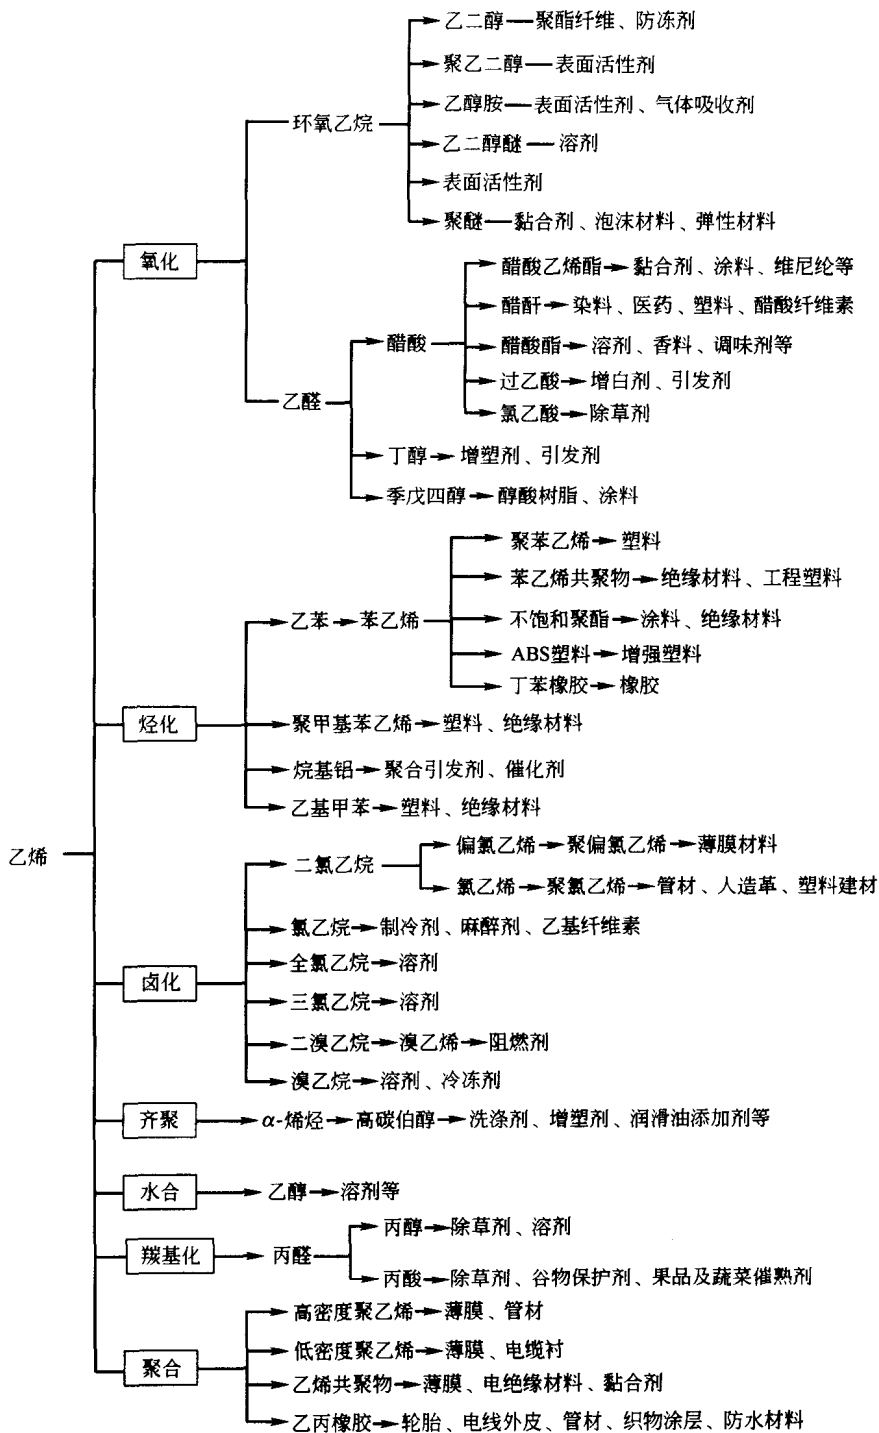 乙二醇—聚酯纤维、防冻剂
聚乙二醇—表面活性剂
乙醇胺—表面活性剂、气体吸收剂
环氧乙烷
乙二醇醚—溶剂
表面活性剂
聚醚—黏合剂、泡沫材料、弹性材料
氧化
醋酸乙烯酯→黏合剂、涂料、维尼纶等
醋酐→染料、医药、塑料、醋酸纤维素
醋酸
醋酸酯→溶剂、香料、调味剂等
过乙酸→增白剂、引发剂
乙醛
氯乙酸→除草剂
丁醇→增塑剂、引发剂
季戊四醇→醇酸树脂、涂料
聚苯乙烯→塑料
苯乙烯共聚物→绝缘材料、工程塑料
乙苯→苯乙烯
不饱和聚酯→涂料、绝缘材料
ABS塑料→增强塑料
丁苯橡胶→橡胶
烃化
聚甲基苯乙烯→塑料、绝缘材料
烷基铝→聚合引发剂、催化剂
乙基甲苯→塑料、绝缘材料
乙烯
偏氯乙烯→聚偏氯乙烯→薄膜材料
二氯乙烷
氯乙烯→聚氯乙烯→管材、人造革、塑料建材
氯乙烷→制冷剂、麻醉剂、乙基纤维素
全氯乙烷→溶剂
卤化
三氯乙烷→溶剂
二溴乙烷→溴乙烯→阻燃剂
溴乙烷→溶剂、冷冻剂
齐聚→α-烯烃→高碳伯醇→洗涤剂、增塑剂、润滑油添加剂等
水合→乙醇→溶剂等
丙醇→除草剂、溶剂
羰基化→丙醛
丙酸→除草剂、谷物保护剂、果品及蔬菜催熟剂
高密度聚乙烯→薄膜、管材
低密度聚乙烯→薄膜、电缆衬
聚合
乙烯共聚物→薄膜、电绝缘材料、黏合剂
乙丙橡胶→轮胎、电线外皮、管材、织物涂层、防水材料